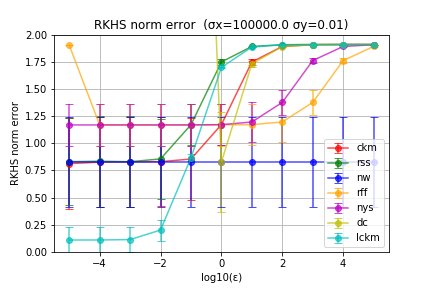 RKHS norm error  (σx=100000.0 σy=0.01)
RKHS norm error
2.00
1.75
1.50
1.25
1.00
0.75
0.50
0.25
0.00
−4
−2
0
2
4
log10(ε)
ckm
rss
nw
rff
nys
dc
lckm